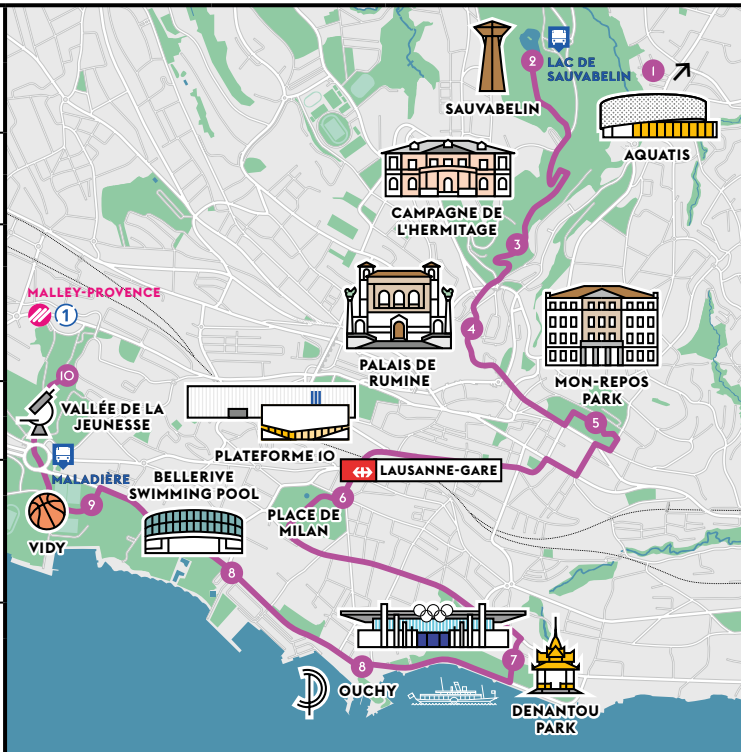 2
LAC DE
SAUVABELIN
1
SAUVABELIN
AQUATIS
CAMPAGNE DE
L'HERMITAGE
3
MALLEY-PROVENCE
1
4
PALAIS DE
RUMINE
MON-REPOS
PARK
10
VALLÉE DE LA
JEUNESSE
5
PLATEFORME 10
LAUSANNE-GARE
MALADIÈRE
BELLERIVE
SWIMMING POOL
9
6
PLACE DE
MILAN
VIDY
8
7
8
OUCHY
DENANTOU
PARK